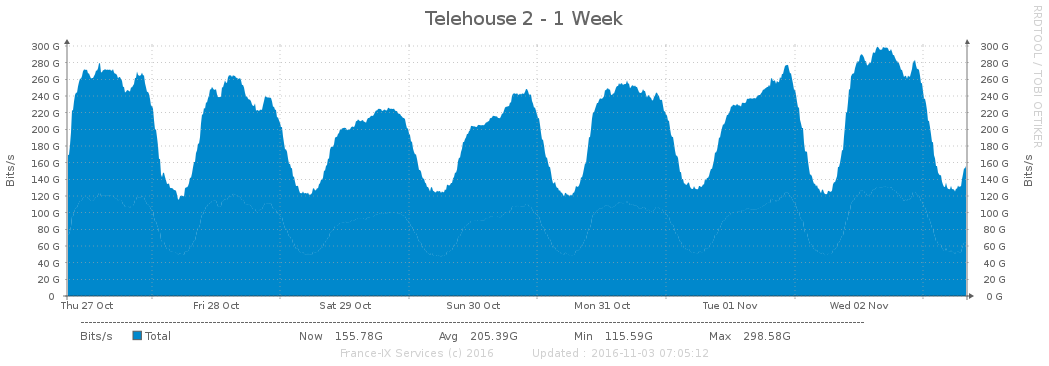 Telehouse 2 - 1 Week
RRDTOOL / TOBI OETIKER
Bits/s
300 G 300 G
280 G 280 G
260 G 260 G
240 G 240 G
220 G 220 G
200 G 200 G
180 G 180 G
160 G 160 G
140 G 140 G
120 G 120 G
100 G 100 G
80 G 80 G
60 G 60 G
40 G 40 G
20 G 20 G
0 0 G
Bits/s
Thu 27 Oct Fri 28 Oct Sat 29 Oct Sun 30 Oct Mon 31 Oct Tue 01 Nov Wed 02 Nov
Bits/s Total Now 155.78G Avg 205.39G Min 115.59G Max 298.58G
France-IX Services (c) 2016 Updated : 2016-11-03 07:05:12